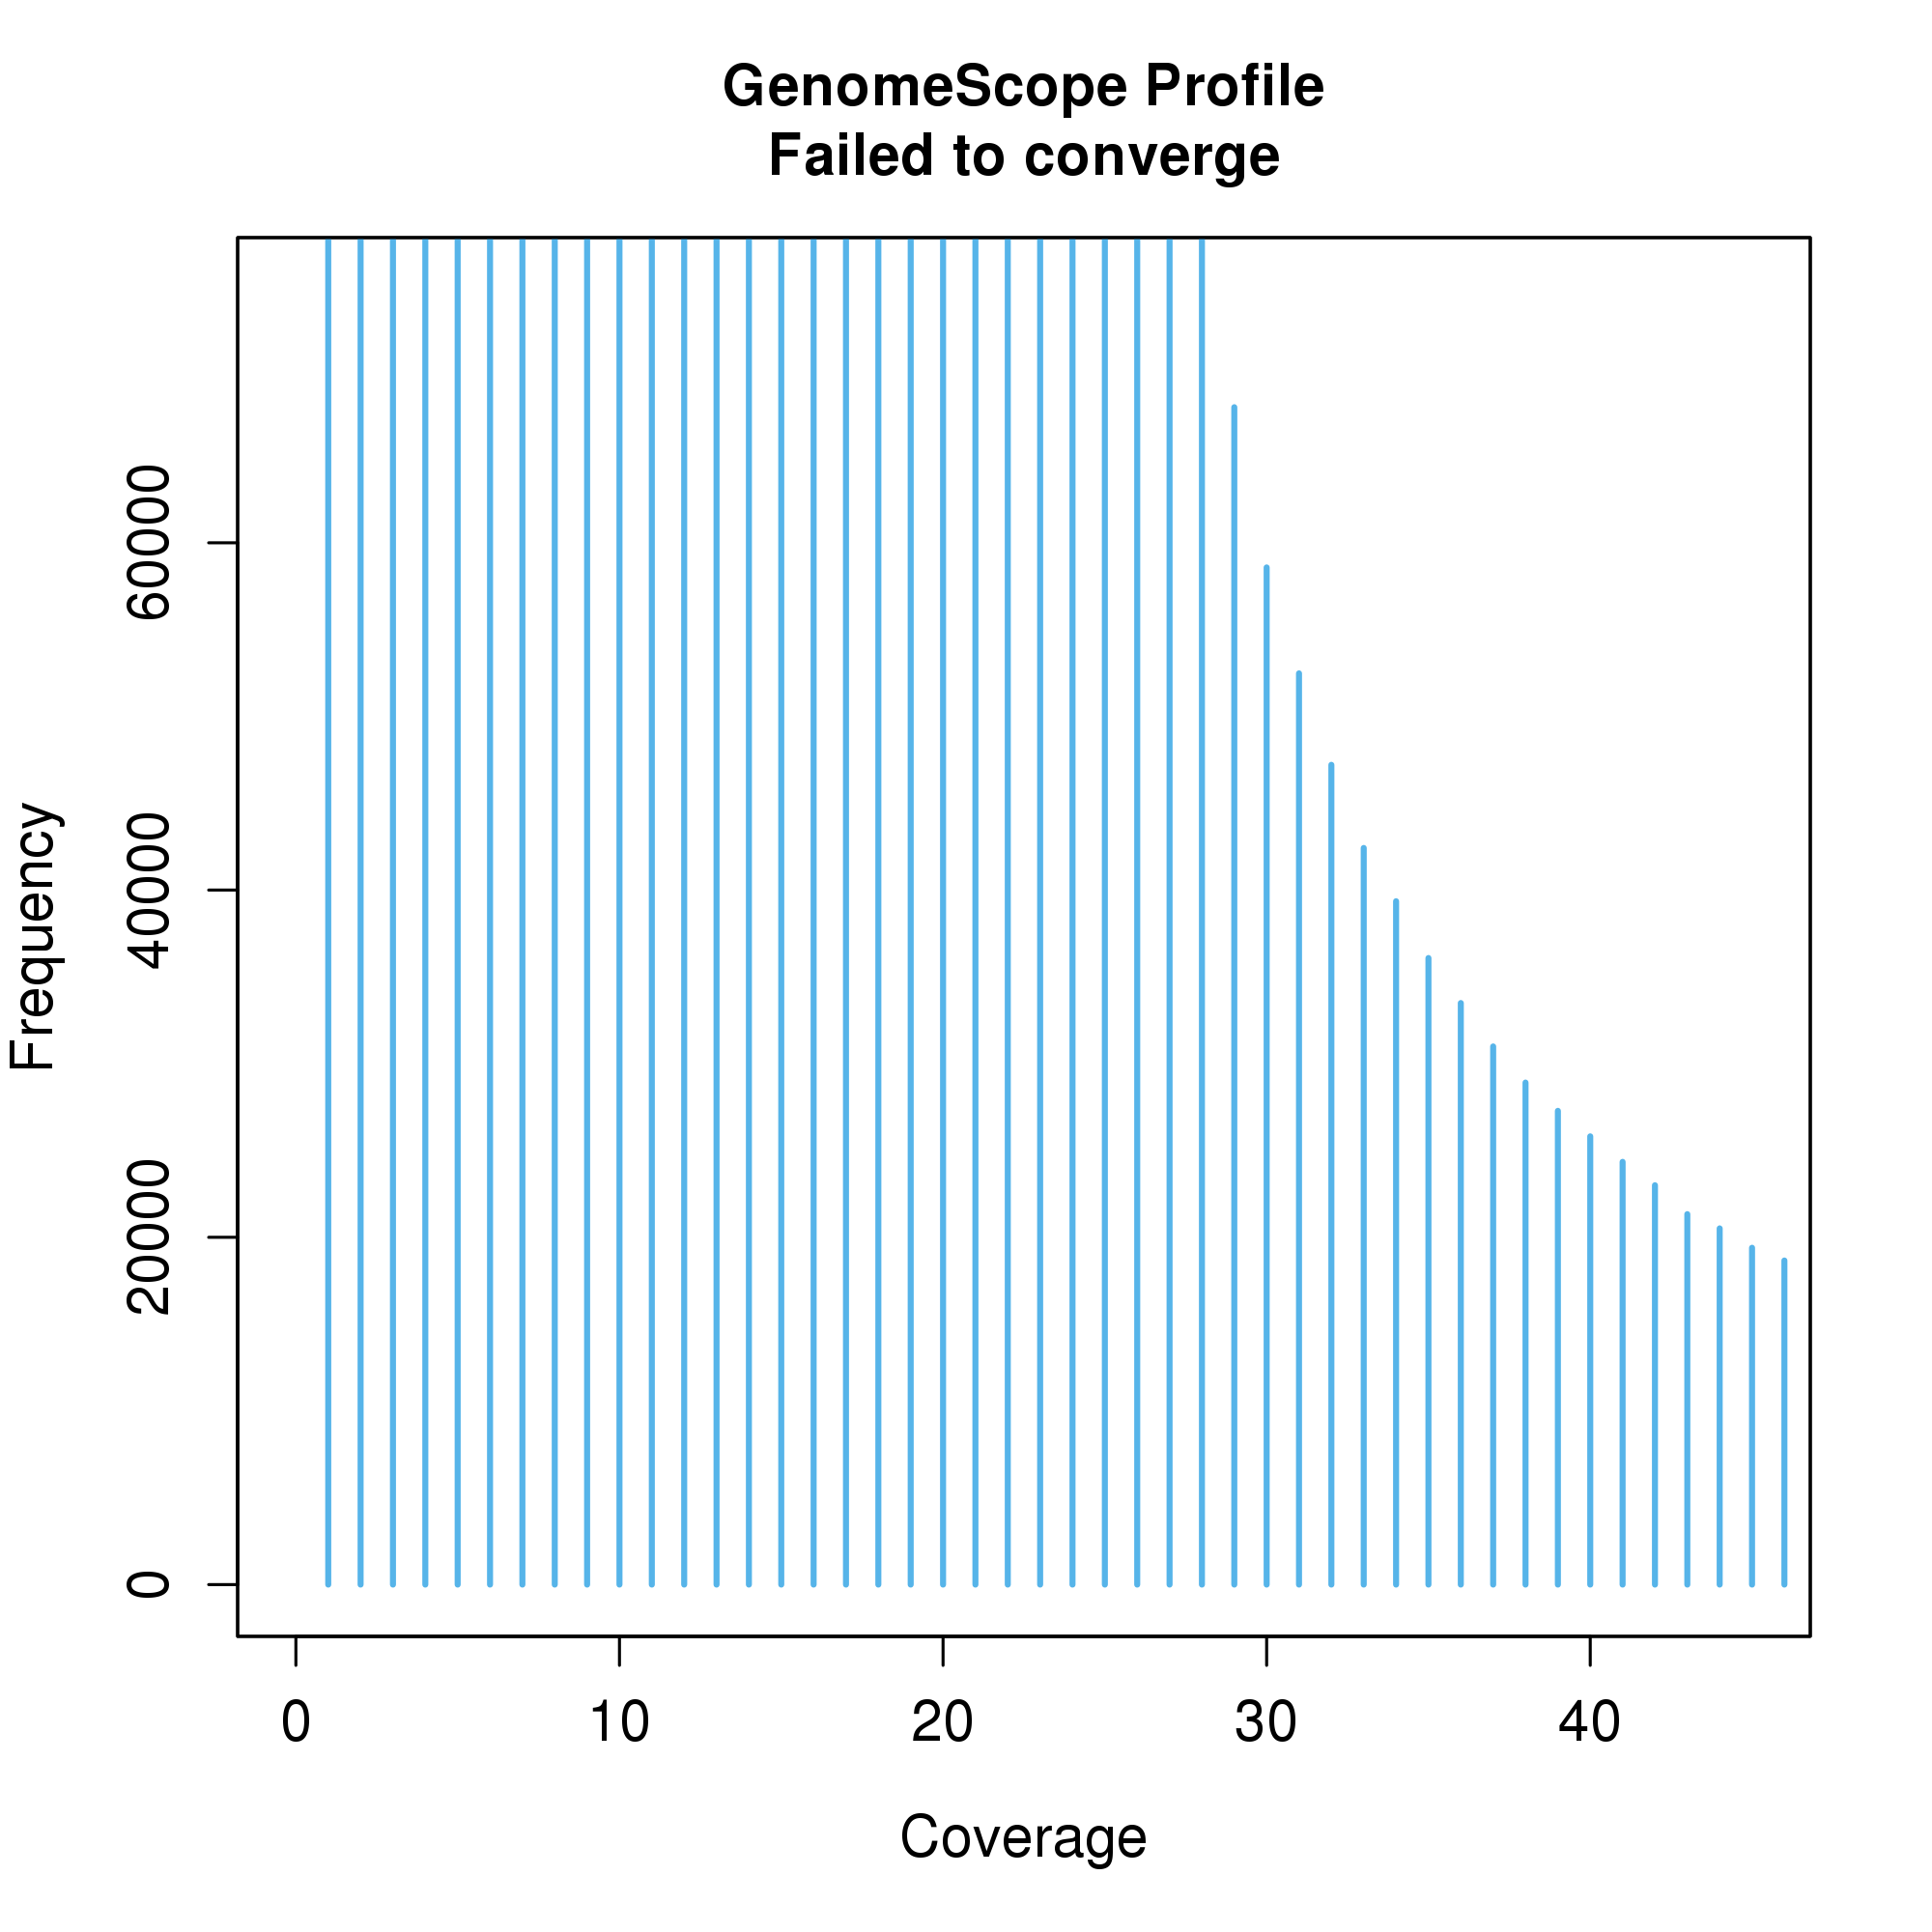 GenomeScope Profile
Failed to converge
Frequency
60000
40000
20000
0
0 10 20 30 40
Coverage